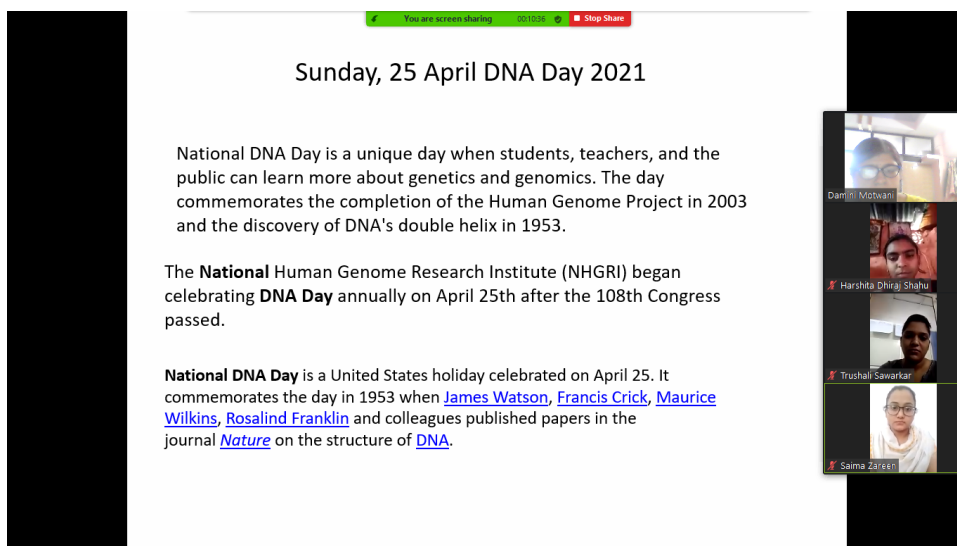 You are screen sharing 00:10:36 Stop Share
Sunday, 25 April DNA Day 2021
National DNA Day is a unique day when students, teachers, and the
public can learn more about genetics and genomics. The day
commemorates the completion of the Human Genome Project in 2003
and the discovery of DNA's double helix in 1953.
The National Human Genome Research Institute (NHGRI) began
celebrating DNA Day annually on April 25th after the 108th Congress
passed.
National DNA Day is a United States holiday celebrated on April 25. It
commemorates the day in 1953 when James Watson, Francis Crick, Maurice
Wilkins, Rosalind Franklin and colleagues published papers in the
journal Nature on the structure of DNA.
Damini Motwani
Harshita Dhiraj Shahu
Trushali Sawarkar
Saima Zareen